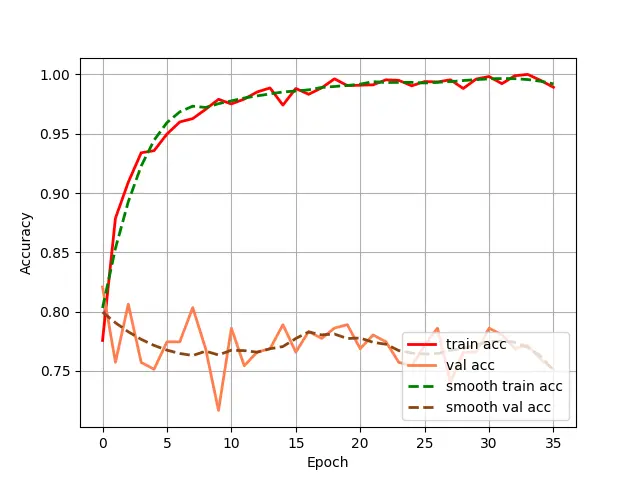 1.00
0.95
0.90
0.85
0.80
0.75
Accuracy
train acc
val acc
smooth train acc
smooth val acc
0 5 10 15 20 25 30 35
Epoch